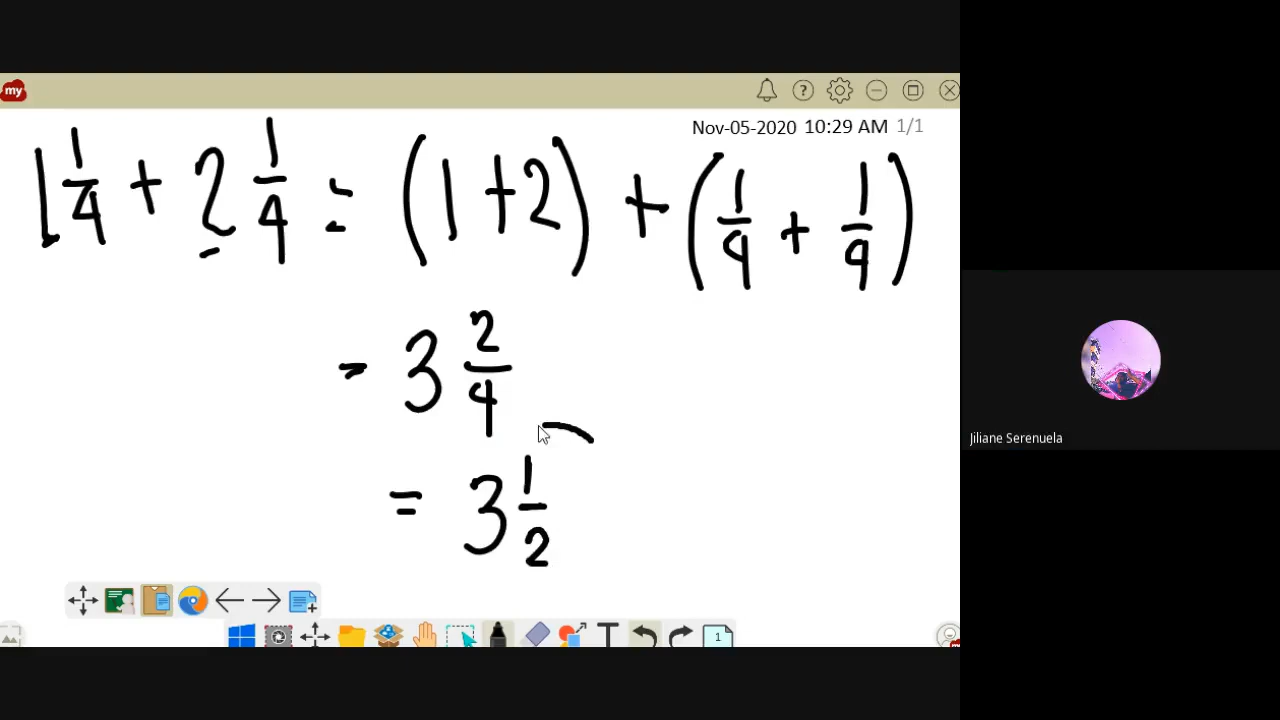 my
Nov-05-2020 10:29 AM 1/1
1 1/4 + 2 1/4 = (1 + 2) + (1/4 + 1/4)
= 3 2/4
= 3 1/2
Jiliane Serenuela
T
1